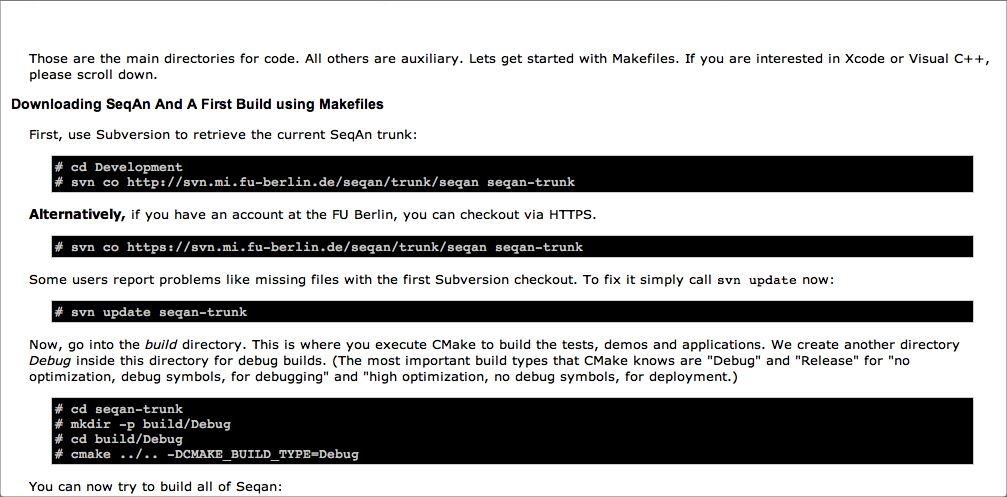 Those are the main directories for code. All others are auxiliary. Lets get started with Makefiles. If you are interested in Xcode or Visual C++,
please scroll down.
Downloading SeqAn And A First Build using Makefiles
First, use Subversion to retrieve the current SeqAn trunk:
# cd Development
# svn co http://svn.mi.fu-berlin.de/seqan/trunk/seqan seqan-trunk
Alternatively, if you have an account at the FU Berlin, you can checkout via HTTPS.
# svn co https://svn.mi.fu-berlin.de/seqan/trunk/seqan seqan-trunk
Some users report problems like missing files with the first Subversion checkout. To fix it simply call svn update now:
# svn update seqan-trunk
Now, go into the build directory. This is where you execute CMake to build the tests, demos and applications. We create another directory
Debug inside this directory for debug builds. (The most important build types that CMake knows are "Debug" and "Release" for "no
optimization, debug symbols, for debugging" and "high optimization, no debug symbols, for deployment.)
# cd seqan-trunk
# mkdir -p build/Debug
# cd build/Debug
# cmake ../.. -DCMAKE_BUILD_TYPE=Debug
You can now try to build all of Seqan: